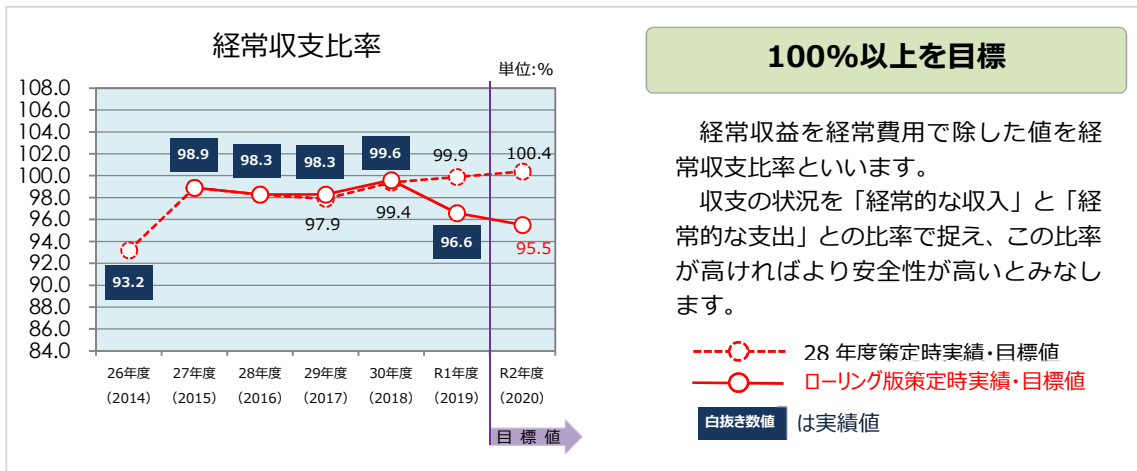 経常収支比率
単位:%
108.0
106.0
104.0
102.0
100.0
98.0
96.0
94.0
92.0
90.0
88.0
86.0
84.0
98.9
98.3
98.3
99.6
99.9
100.4
93.2
97.9
99.4
96.6
95.5
26年度 27年度 28年度 29年度 30年度 R1年度 R2年度
(2014) (2015) (2016) (2017) (2018) (2019) (2020)
目標値
100%以上を目標
経常収益を経常費用で除した値を経
常収支比率といいます。
収支の状況を「経常的な収入」と「経
常的な支出」との比率で捉え、この比率
が高ければより安全性が高いとみなし
ます。
28年度策定時実績・目標値
ローリング版策定時実績・目標値
白抜き数値 は実績値